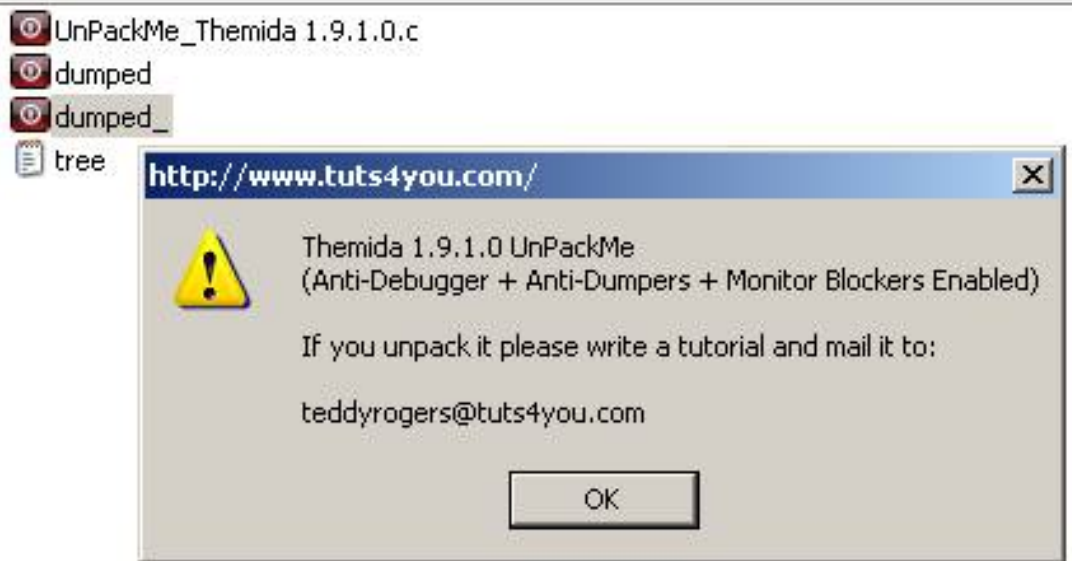 UnPackMe_Themida 1.9.1.0.c
dumped
dumped_
tree
http://www.tuts4you.com/
Themida 1.9.1.0 UnPackMe
(Anti-Debugger + Anti-Dumpers + Monitor Blockers Enabled)
If you unpack it please write a tutorial and mail it to:
teddyrogers@tuts4you.com
OK